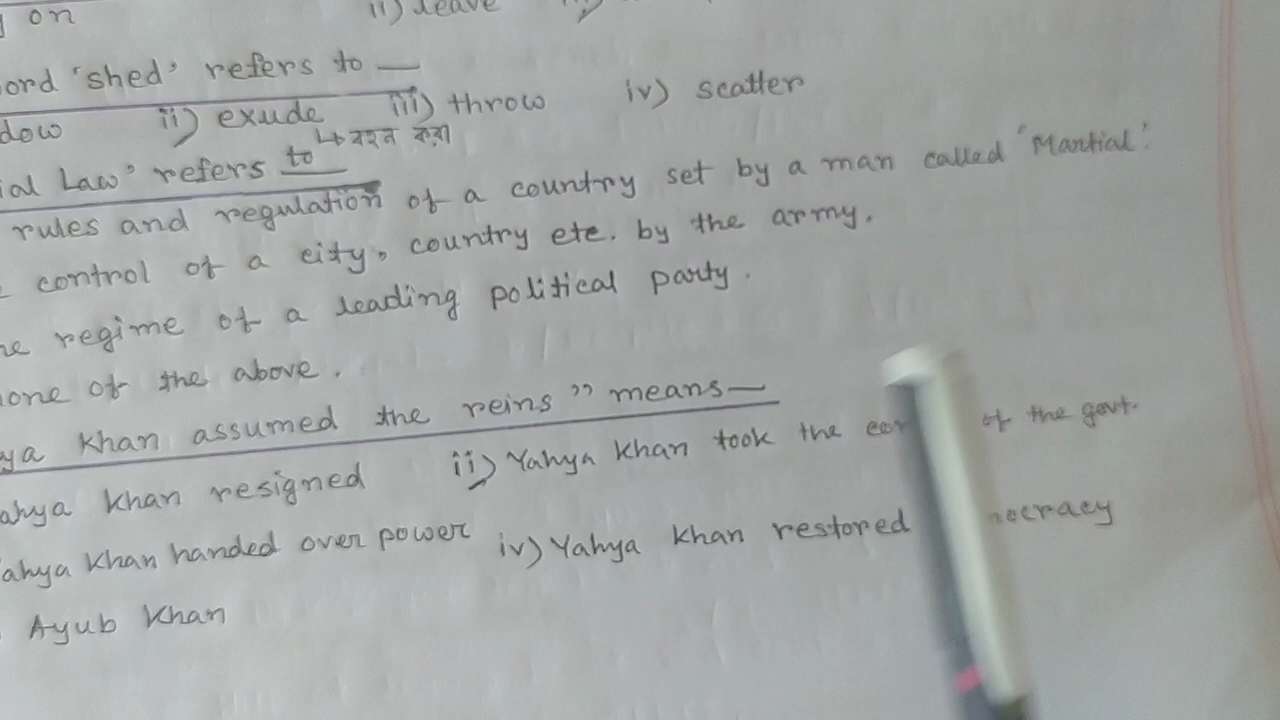 on ii) leave
ord 'shed' refers to —
dow ii) exude iii) throw iv) scatter
ial Law' refers to
rules and regulation of a country set by a man called 'Martial'.
control of a city, country etc. by the army.
he regime of a leading political party.
one of the above.
ya Khan assumed the reins" means—
ahya Khan resigned ii) Yahya Khan took the con of the govt.
ahya Khan handed over power iv) Yahya Khan restored mocracy
Ayub Khan